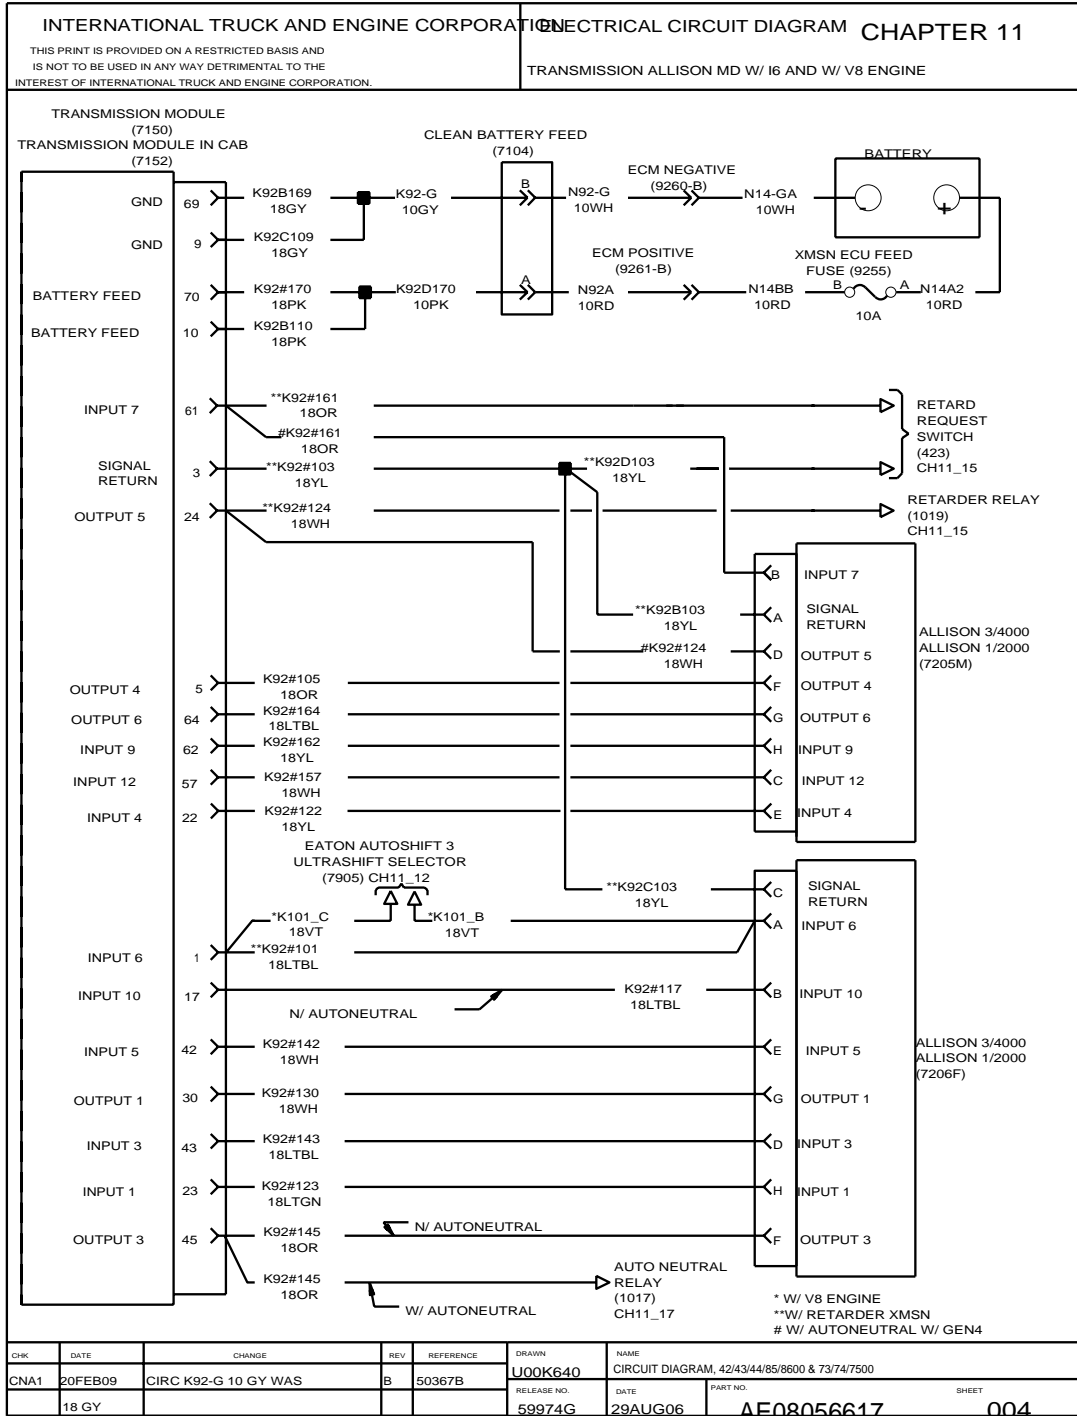 INTERNATIONAL TRUCK AND ENGINE CORPORATION
THIS PRINT IS PROVIDED ON A RESTRICTED BASIS AND
IS NOT TO BE USED IN ANY WAY DETRIMENTAL TO THE
INTEREST OF INTERNATIONAL TRUCK AND ENGINE CORPORATION.
ELECTRICAL CIRCUIT DIAGRAM
CHAPTER 11
TRANSMISSION ALLISON MD W/ I6 AND W/ V8 ENGINE
TRANSMISSION MODULE
(7150)
TRANSMISSION MODULE IN CAB
(7152)
CLEAN BATTERY FEED
(7104)
BATTERY
- +
ECM NEGATIVE
(9260-B)
GND 69 K92B169 K92-G B N92-G N14-GA
18GY 10GY 10WH 10WH
GND 9 K92C109
18GY
ECM POSITIVE
(9261-B)
XMSN ECU FEED
FUSE (9255)
BATTERY FEED 70 K92#170 K92D170 A N92A N14BB B A N14A2
18PK 10PK 10RD 10RD 10A 10RD
BATTERY FEED 10 K92B110
18PK
INPUT 7 61 **K92#161
18OR
#K92#161
18OR
RETARD
REQUEST
SWITCH
(423)
CH11_15
SIGNAL
RETURN 3 **K92#103 **K92D103
18YL 18YL
OUTPUT 5 24 **K92#124
18WH
RETARDER RELAY
(1019)
CH11_15
B INPUT 7
**K92B103 A SIGNAL
18YL RETURN
#K92#124 D OUTPUT 5
18WH
ALLISON 3/4000
ALLISON 1/2000
(7205M)
OUTPUT 4 5 K92#105 F OUTPUT 4
18OR
OUTPUT 6 64 K92#164 G OUTPUT 6
18LTBL
INPUT 9 62 K92#162 H INPUT 9
18YL
INPUT 12 57 K92#157 C INPUT 12
18WH
INPUT 4 22 K92#122 E INPUT 4
18YL
EATON AUTOSHIFT 3
ULTRASHIFT SELECTOR
(7905) CH11_12
**K92C103 C SIGNAL
18YL RETURN
*K101_C *K101_B A INPUT 6
18VT 18VT
INPUT 6 1 **K92#101
18LTBL
INPUT 10 17 K92#117 B INPUT 10
N/ AUTONEUTRAL 18LTBL
INPUT 5 42 K92#142 E INPUT 5
18WH
ALLISON 3/4000
ALLISON 1/2000
(7206F)
OUTPUT 1 30 K92#130 G OUTPUT 1
18WH
INPUT 3 43 K92#143 D INPUT 3
18LTBL
INPUT 1 23 K92#123 H INPUT 1
18LTGN
N/ AUTONEUTRAL
OUTPUT 3 45 K92#145 F OUTPUT 3
18OR
K92#145
18OR
W/ AUTONEUTRAL
AUTO NEUTRAL
RELAY
(1017)
CH11_17
* W/ V8 ENGINE
**W/ RETARDER XMSN
# W/ AUTONEUTRAL W/ GEN4
CHK DATE CHANGE REV REFERENCE
CNA1 20FEB09 CIRC K92-G 10 GY WAS B 50367B
18 GY
DRAWN
U00K640
NAME
CIRCUIT DIAGRAM, 42/43/44/85/8600 & 73/74/7500
RELEASE NO.
59974G
DATE
29AUG06
PART NO.
AE08056617
SHEET
004